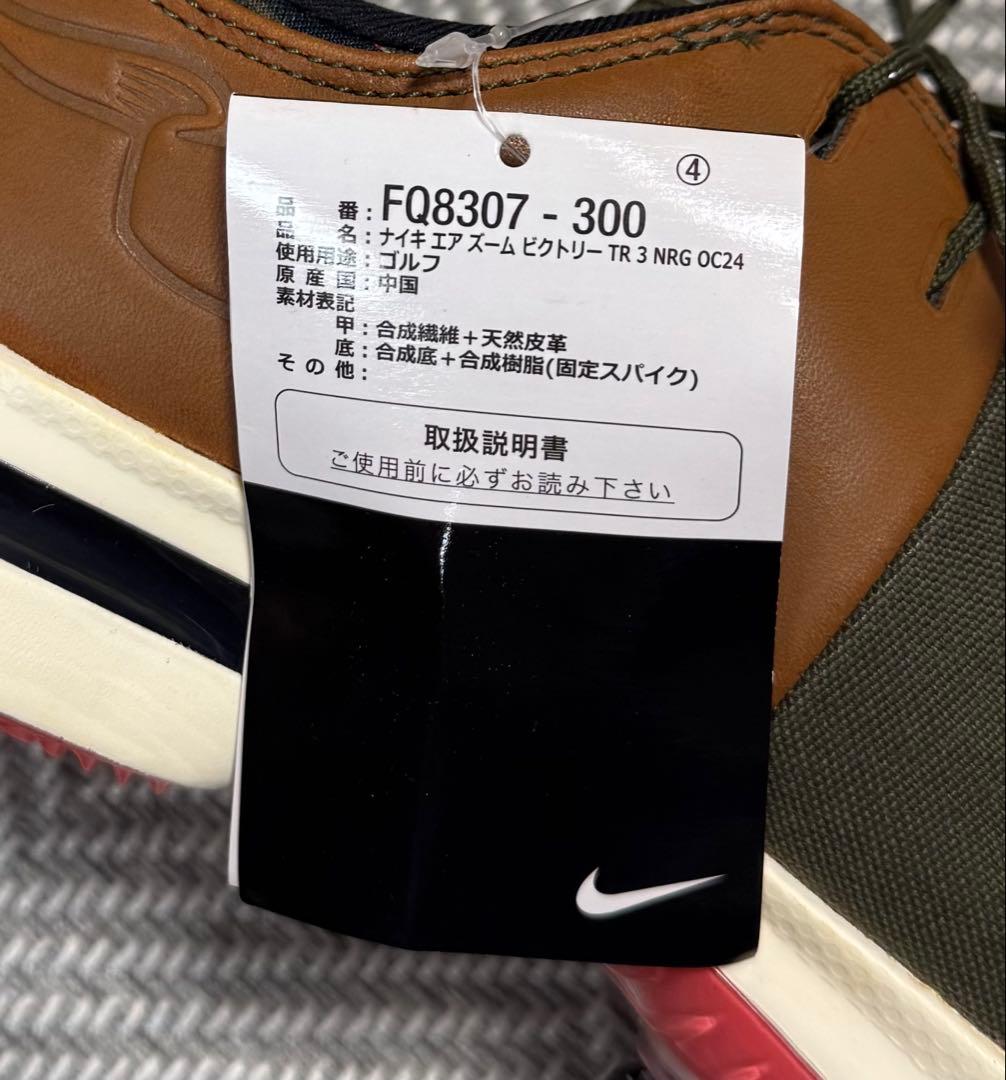 ④
品番：FQ8307 - 300
品名：ナイキ エア ズーム ビクトリー TR 3 NRG OC24
使用用途：ゴルフ
原産国：中国
素材表記
甲：合成繊維＋天然皮革
底：合成底＋合成樹脂(固定スパイク)
その他：
取扱説明書
ご使用前に必ずお読み下さい